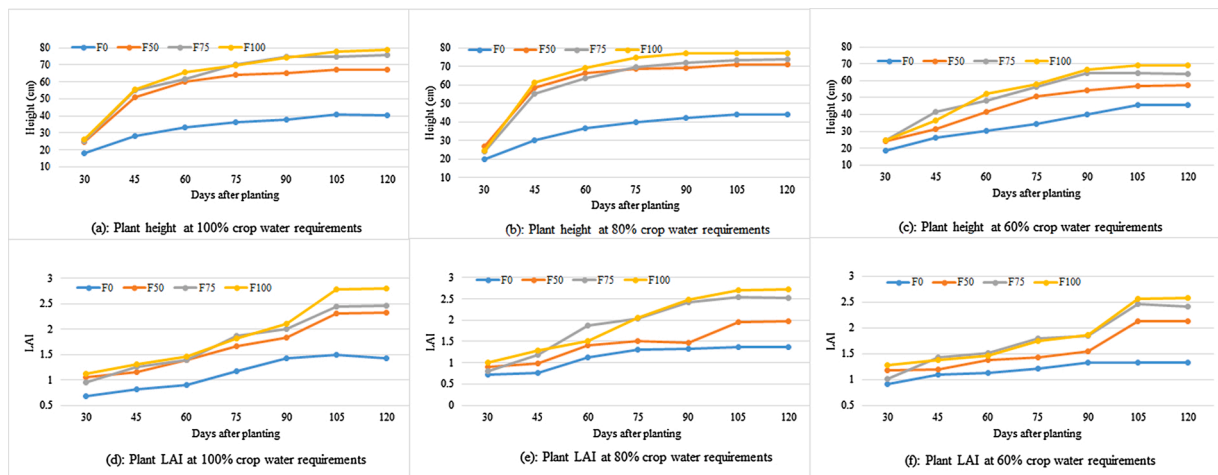 F0 F50 F75 F100
80
70
60
50
40
30
20
10
Height (cm)
30 45 60 75 90 105 120
Days after planting
(a): Plant height at 100% crop water requirements
F0 F50 F75 F100
80
70
60
50
40
30
20
10
Height (cm)
30 45 60 75 90 105 120
Days after planting
(b): Plant height at 80% crop water requirements
80
F0 F50 F75 F100
70
60
50
40
30
20
10
Height (cm)
30 45 60 75 90 105 120
Days after planting
(c): Plant height at 60% crop water requirements
3
F0 F50 F75 F100
2.5
2
1.5
1
0.5
LAI
30 45 60 75 90 105 120
Days after planting
(d): Plant LAI at 100% crop water requirements
3
F0 F50 F75 F100
2.5
2
1.5
1
0.5
0
LAI
30 45 60 75 90 105 120
Days after planting
(e): Plant LAI at 80% crop water requirements
3
F0 F50 F75 F100
2.5
2
1.5
1
0.5
LAI
30 45 60 75 90 105 120
Days after planting
(f): Plant LAI at 60% crop water requirements